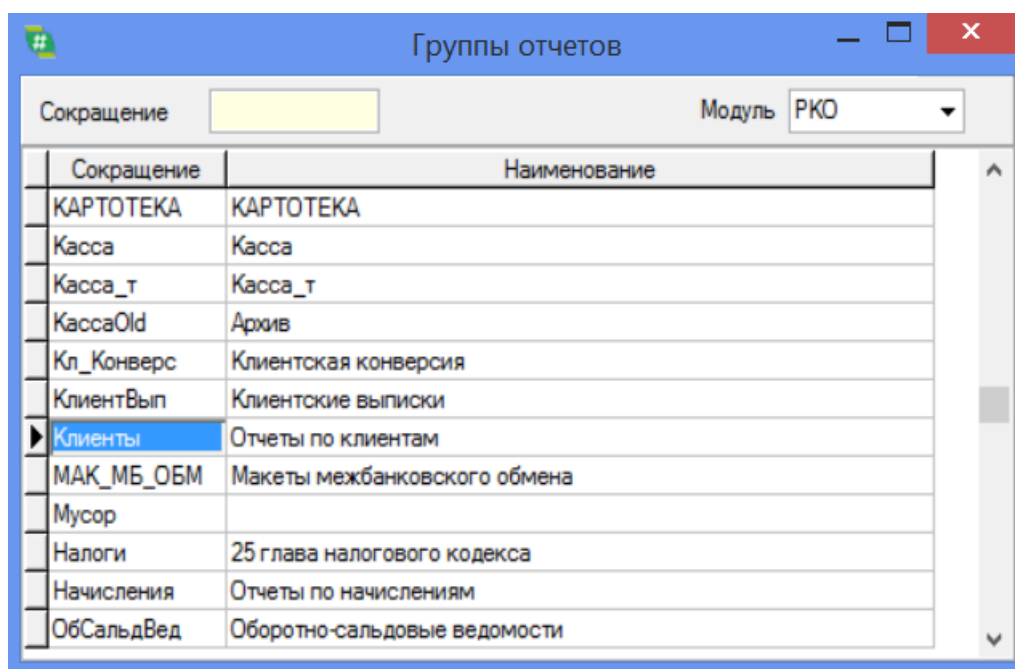 #
Группы отчетов
Сокращение Модуль РКО
Сокращение Наименование
КАРТОТЕКА КАРТОТЕКА
Касса Касса
Касса_т Касса_т
КассаOld Архив
Кл_Конверс Клиентская конверсия
КлиентВып Клиентские выписки
Клиенты Отчеты по клиентам
МАК_МБ_ОБМ Макеты межбанковского обмена
Мусор
Налоги 25 глава налогового кодекса
Начисления Отчеты по начислениям
ОбСальдВед Оборотно-сальдовые ведомости